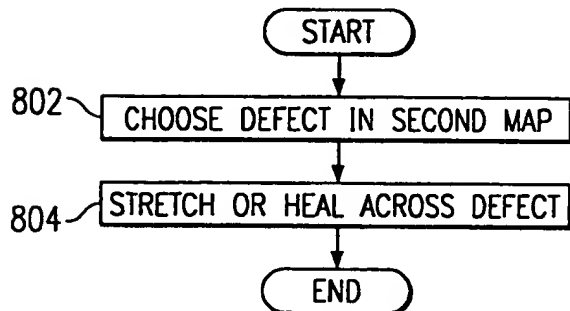 START
802 CHOOSE DEFECT IN SECOND MAP
804 STRETCH OR HEAL ACROSS DEFECT
END